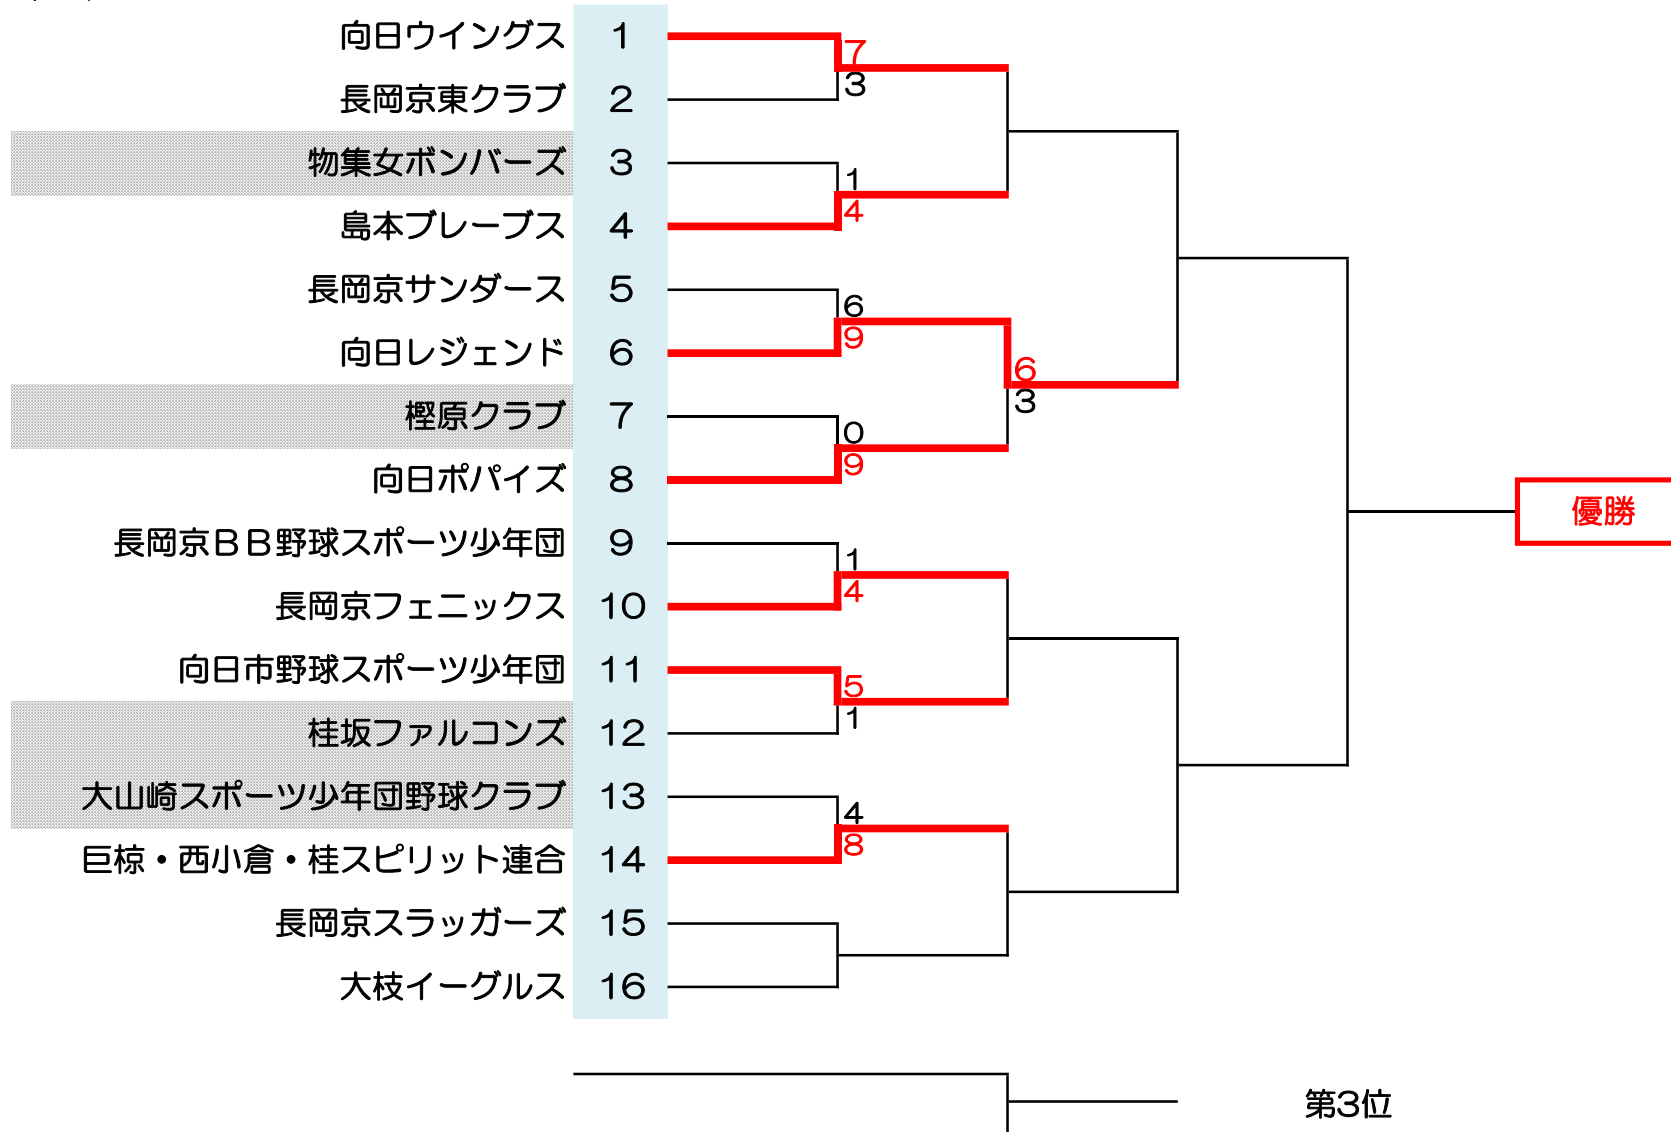 向日ウイングス 1
7
長岡京東クラブ 2
3
物集女ボンバーズ 3
1
島本ブレーブス 4
4
長岡京サンダース 5
6
向日レジェンド 6
9
6
樫原クラブ 7
3
0
向日ポパイズ 8
9
優勝
長岡京BB野球スポーツ少年団 9
1
長岡京フェニックス 10
4
向日市野球スポーツ少年団 11
5
桂坂ファルコンズ 12
1
大山崎スポーツ少年団野球クラブ 13
4
巨椋・西小倉・桂スピリット連合 14
8
長岡京スラッガーズ 15
大枝イーグルス 16
第3位